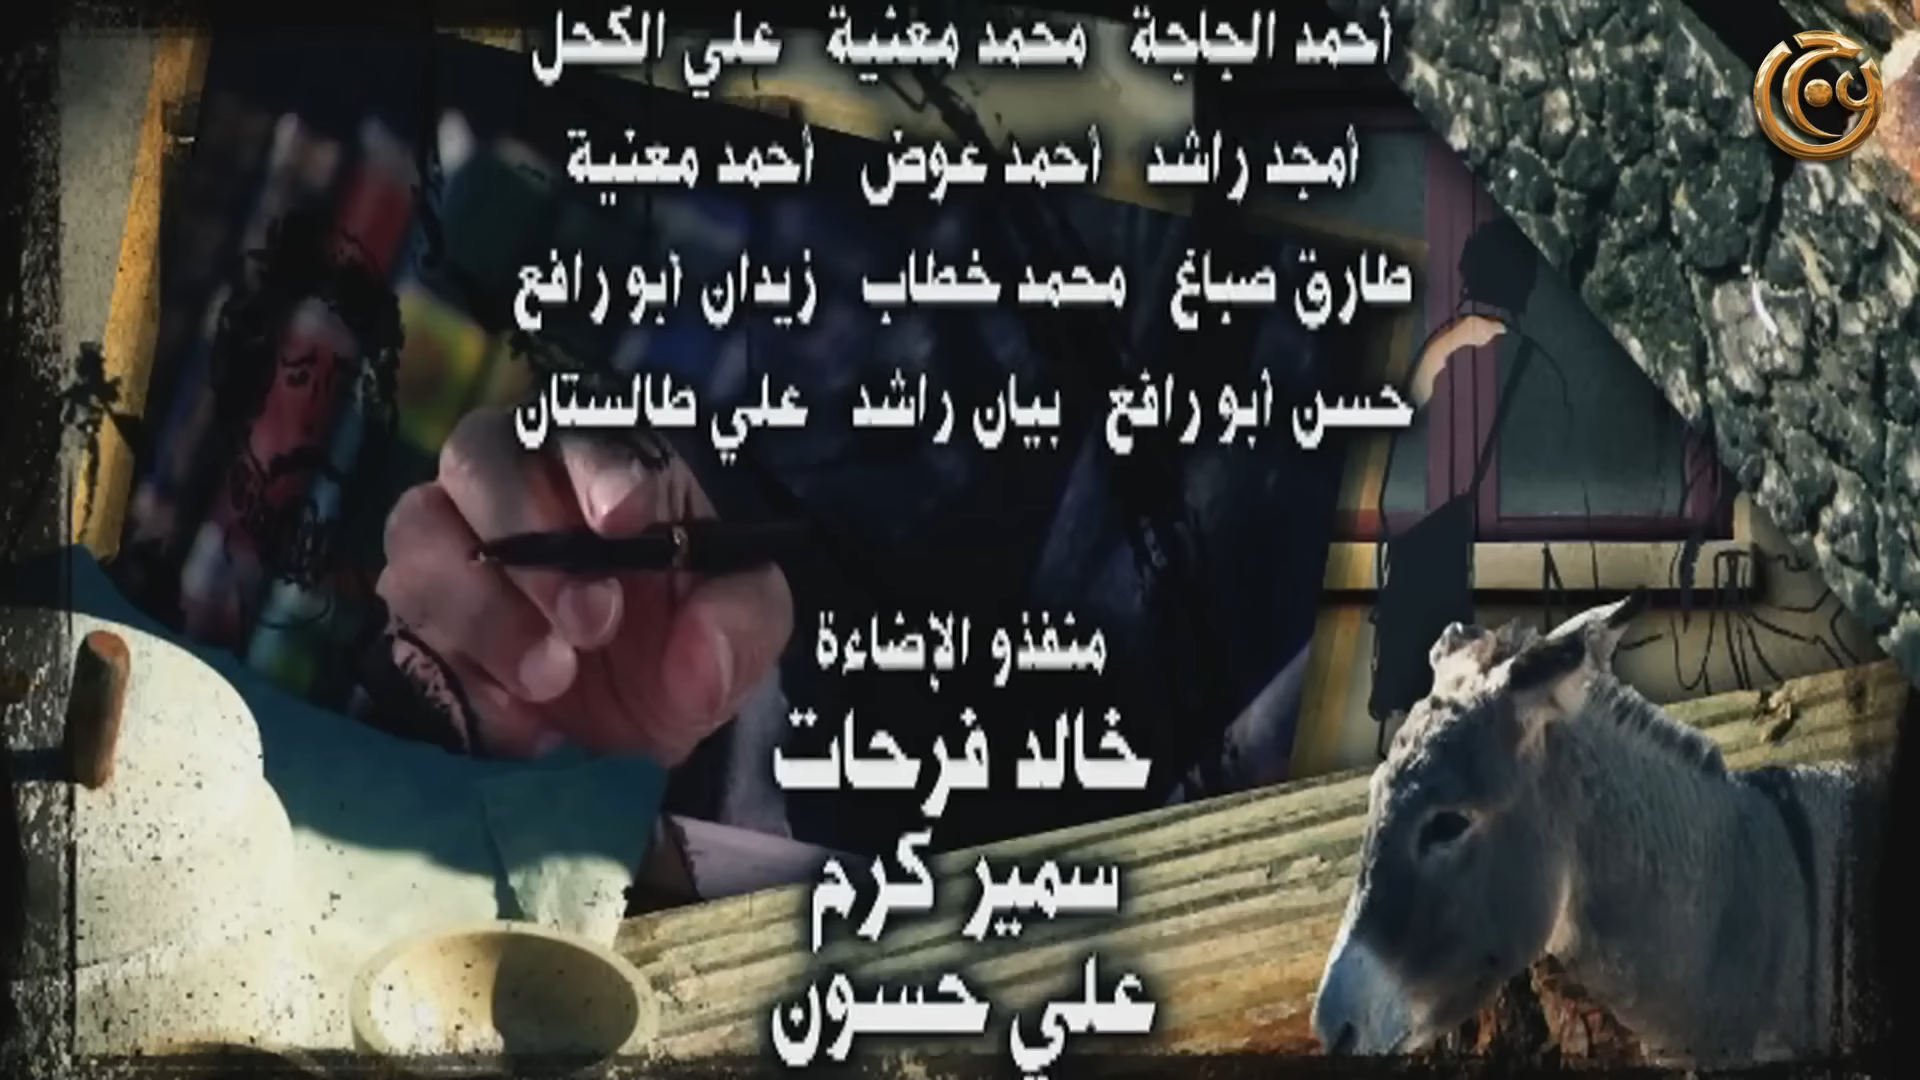 أحمد الجاجة محمد مغنية علي الكحل
أمجد راشد أحمد عوض أحمد معنية
طارق صباغ محمد خطاب زيدان أبو رافع
حسن أبو رافع بيان راشد علي طالستان
منفذو الإضاءة
خالد فرحات
سمير كرم
علي حسون